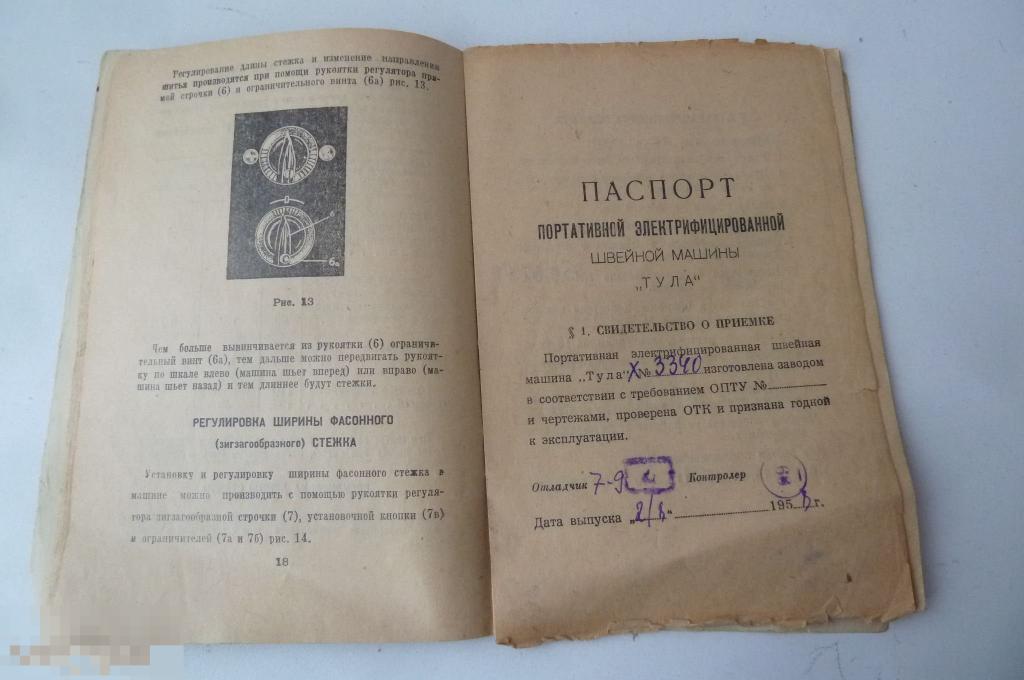 Регулирование длины стежка и изменение направления
шитья производятся при помощи рукоятки регулятора пря-
мой строчки (6) и ограничительного винта (6а) рис. 13.
6
6а
Рис. 13
Чем больше вывинчивается из рукоятки (6) ограничи-
тельный винт (6а), тем дальше можно передвигать рукоят-
ку по шкале влево (машина шьет вперед) или вправо (ма-
шина шьет назад) и тем длиннее будут стежки.
РЕГУЛИРОВКА ШИРИНЫ ФАСОННОГО
(зигзагообразного) СТЕЖКА
Установку и регулировку ширины фасонного стежка в
машине можно производить с помощью рукоятки регуля-
тора зигзагообразной строчки (7), установочной кнопки (7в)
и ограничителей (7а и 7б) рис. 14.
18
ПАСПОРТ
ПОРТАТИВНОЙ ЭЛЕКТРИФИЦИРОВАННОЙ
ШВЕЙНОЙ МАШИНЫ
„ТУЛА"
§ 1. СВИДЕТЕЛЬСТВО О ПРИЕМКЕ
Портативная электрифицированная швейная
машина „Тула" Х № 3340 изготовлена заводом
в соответствии с требованием ОПТУ №
и чертежами, проверена ОТК и признана годной
к эксплуатации.
Отладчик 7-9 Контролер
Дата выпуска „ " 195 г.